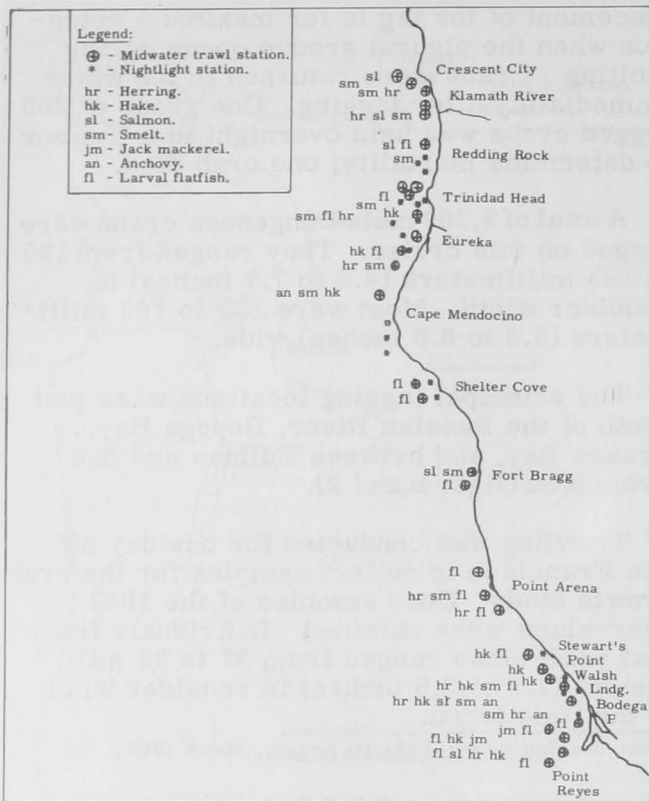 Legend:
- Midwater trawl station.
- Nightlight station.
hr - Herring.
hk - Hake.
sl - Salmon.
sm - Smelt.
jm - Jack mackerel.
an - Anchovy.
fl - Larval flatfish.
sl
Crescent City
sm
sm hr
Klamath River
hr sl sm
sl fl
Redding Rock
sm
fl
Trinidad Head
sm
hk
sm fl hr
Eureka
hk fl
hr sm
an sm hk
Cape Mendocino
fl
Shelter Cove
fl
sl sm
Fort Bragg
fl
fl
Point Arena
hr sm fl
hr fl
hk fl
Stewart's
Point
hk
Walsh
hk
Lndg.
hr hk sm fl
hr hk sl sm an
Bodega
sm hr an
fl
jm fl
fl hk jm
fl sl hr hk
fl
Point
Reyes